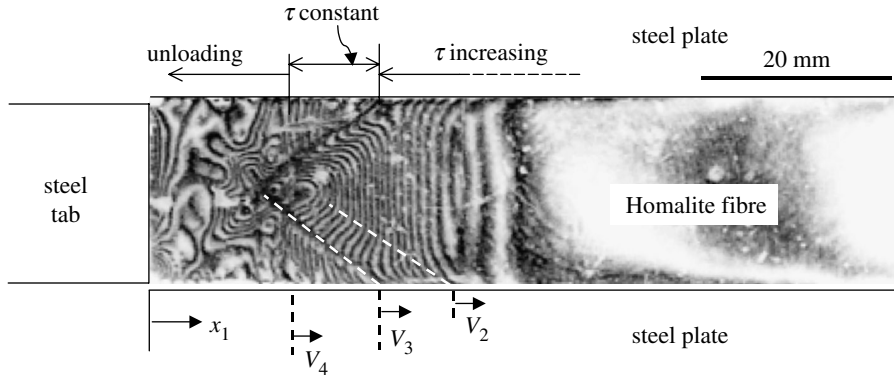 τ constant
steel plate
unloading
τ increasing
20 mm
steel
tab
Homalite fibre
x1
V4
V3
V2
steel plate